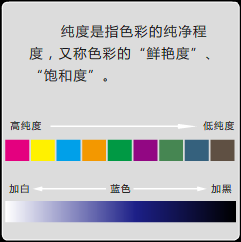 纯度是指色彩的纯净程
度，又称色彩的“鲜艳度”、
“饱和度”。
高纯度 低纯度
加白 蓝色 加黑